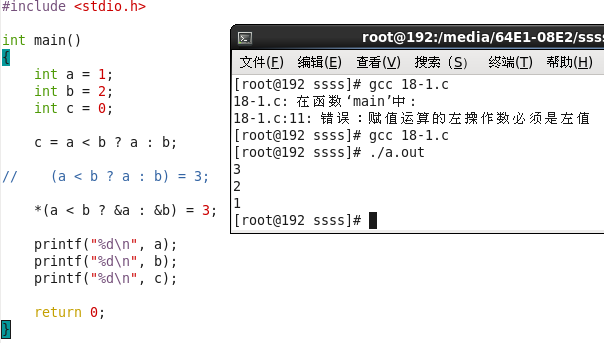 #include <stdio.h>
int main()
{
    int a = 1;
    int b = 2;
    int c = 0;
    c = a < b ? a : b;
//    (a < b ? a : b) = 3;
    *(a < b ? &a : &b) = 3;
    printf("%d\n", a);
    printf("%d\n", b);
    printf("%d\n", c);
    return 0;
}
root@192:/media/64E1-08E2/ssss
文件(F) 编辑(E) 查看(V) 搜索 (S) 终端(T) 帮助(H)
[root@192 ssss]# gcc 18-1.c
18-1.c: 在函数‘main’中:
18-1.c:11: 错误：赋值运算的左操作数必须是左值
[root@192 ssss]# gcc 18-1.c
[root@192 ssss]# ./a.out
3
2
1
[root@192 ssss]#